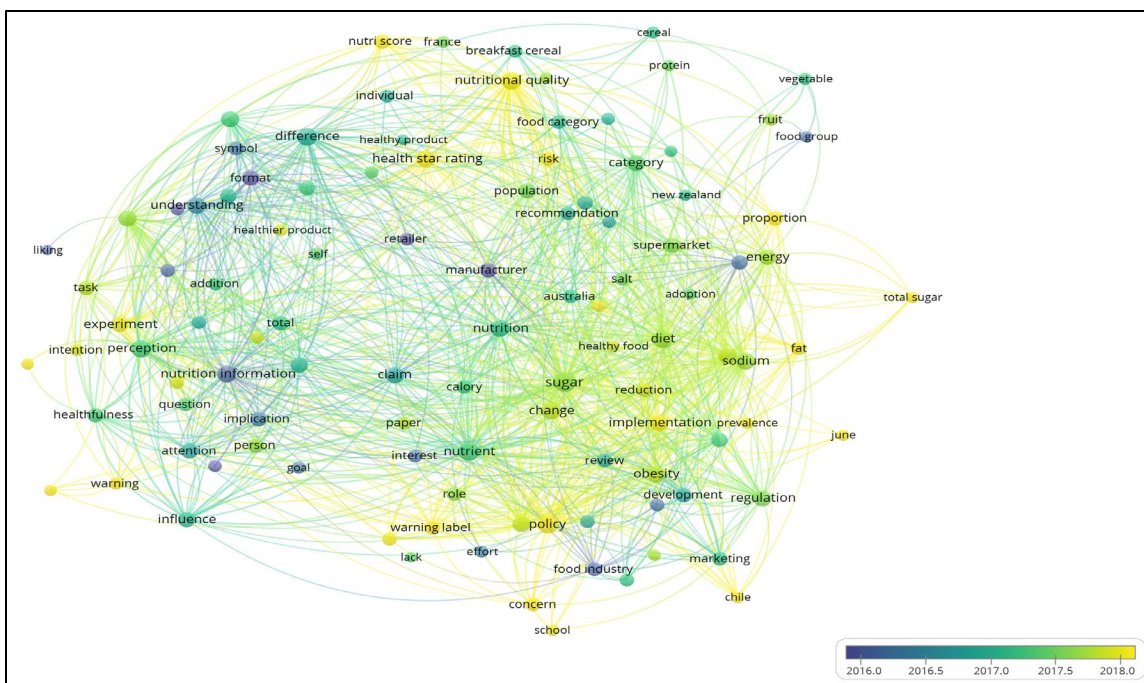 cereal
nutri score
france
breakfast cereal
protein
nutritional quality
vegetable
individual
fruit
food category
difference
food group
healthy product
symbol
health star rating
risk
category
format
population
new zealand
understanding
recommendation
proportion
healthier product
retailer
supermarket
liking
self
energy
manufacturer
salt
task
addition
australia
adoption
total sugar
experiment
total
nutrition
diet
healthy food
fat
intention
perception
sodium
nutrition information
claim
sugar
calory
reduction
question
change
healthfulness
implication
paper
implementation
prevalence
june
person
attention
interest
nutrient
review
goal
obesity
warning
role
development
regulation
influence
warning label
policy
lack
effort
marketing
food industry
concern
chile
school
2016.0 2016.5 2017.0 2017.5 2018.0